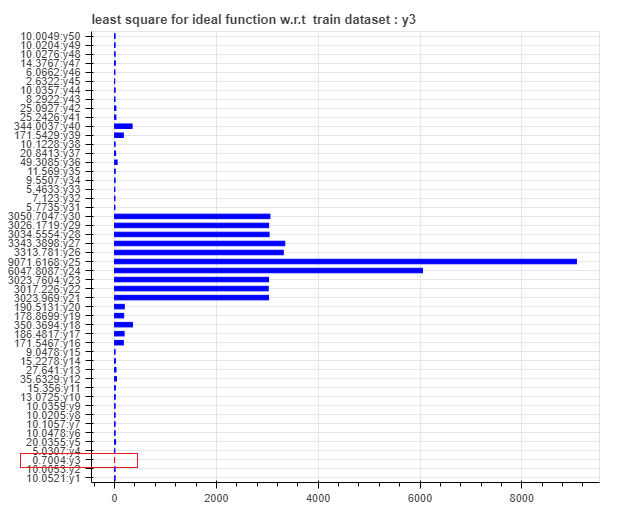 least square for ideal function w.r.t  train dataset : y3
10.0049:y50
10.0204:y49
10.0276:y48
14.3767:y47
6.0662:y46
2.6322:y45
10.0357:y44
8.2922:y43
25.0927:y42
25.2426:y41
344.0037:y40
171.5429:y39
10.1228:y38
20.8413:y37
49.3085:y36
11.569:y35
9.5507:y34
5.4633:y33
7.123:y32
5.7735:y31
3050.7047:y30
3026.1719:y29
3034.5554:y28
3343.3898:y27
3313.781:y26
9071.6168:y25
6047.8087:y24
3023.7604:y23
3017.226:y22
3023.969:y21
190.5131:y20
178.8699:y19
350.3694:y18
186.4817:y17
171.5467:y16
9.0478:y15
15.2278:y14
27.641:y13
35.6329:y12
15.356:y11
13.0725:y10
10.0359:y9
10.0205:y8
10.1057:y7
10.0478:y6
20.0355:y5
5.0307:y4
0.7004:y3
10.0053:y2
10.0521:y1
0 2000 4000 6000 8000